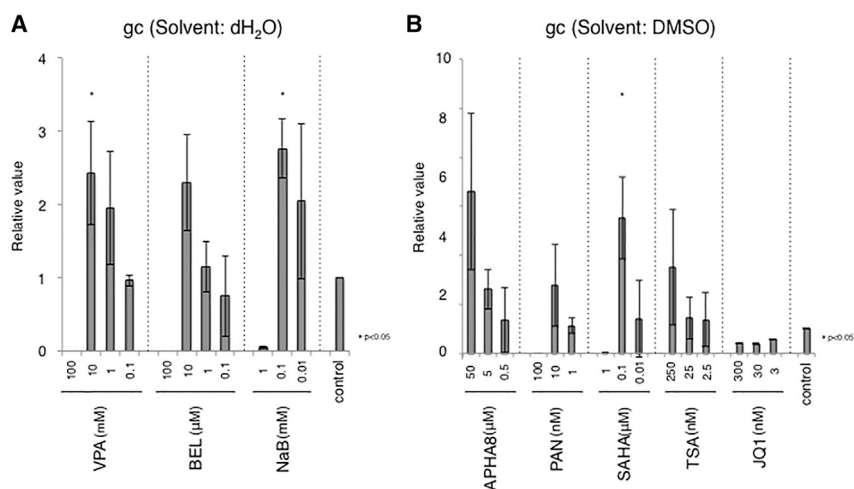 A
gc (Solvent: dH₂O)
Relative value
4
3
2
1
0
100
10
1
0.1
100
10
1
0.1
1
0.1
0.01
control
VPA (mM)
BEL (μM)
NaB(mM)
*
*
* p<0.05
B
gc (Solvent: DMSO)
Relative value
10
8
6
4
2
0
50
5
0.5
100
10
1
1
0.1
0.01
250
25
2.5
300
30
3
control
APHA8(μM)
PAN (nM)
SAHA(μM)
TSA(nM)
JQ1(nM)
*
* p<0.05